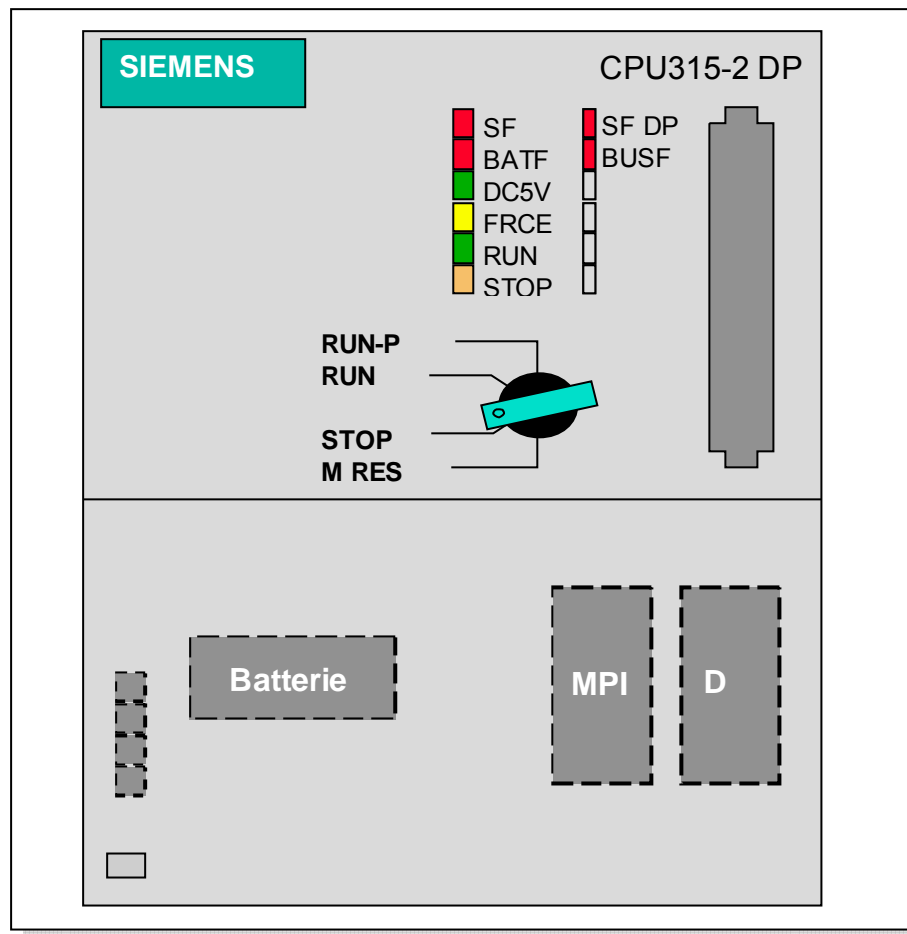 SIEMENS
CPU315-2 DP
SF
BATF
DC5V
FRCE
RUN
STOP
SF DP
BUSF
RUN-P
RUN
STOP
M RES
Batterie
MPI
D